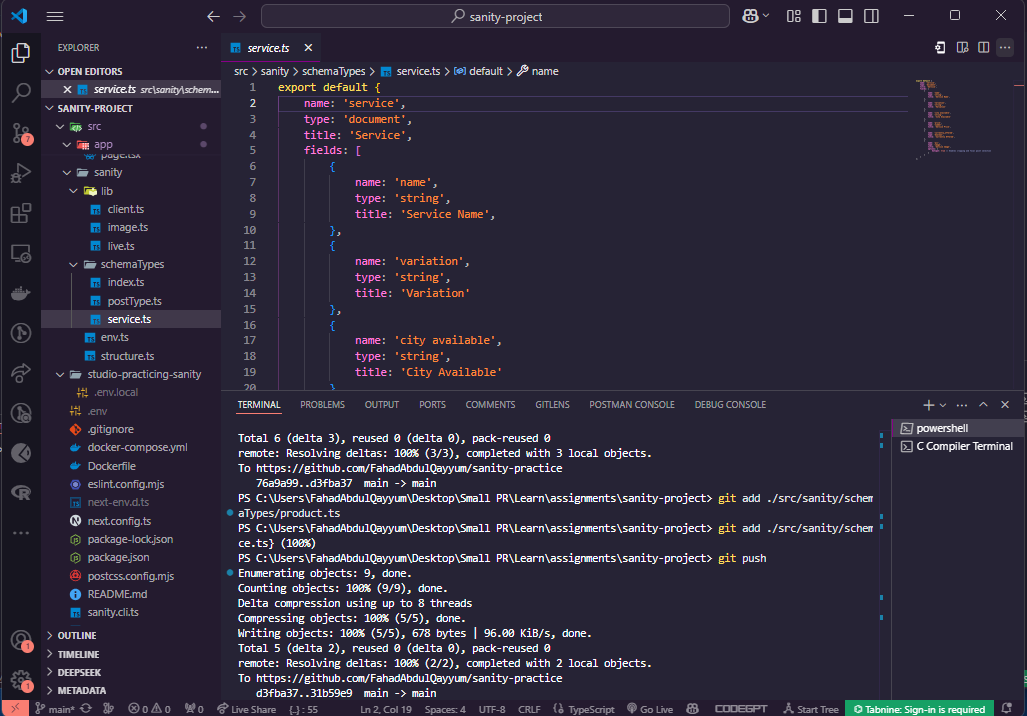 sanity-project
EXPLORER
service.ts
OPEN EDITORS
service.ts src\sanity\schem...
SANITY-PROJECT
src
app
page.tsx
sanity
lib
client.ts
image.ts
live.ts
schemaTypes
index.ts
postType.ts
service.ts
env.ts
structure.ts
studio-practicing-sanity
.env.local
.env
.gitignore
docker-compose.yml
Dockerfile
eslint.config.mjs
next-env.d.ts
next.config.ts
package-lock.json
package.json
postcss.config.mjs
README.md
sanity.cli.ts
OUTLINE
TIMELINE
DEEPSEEK
METADATA
7
1
1
src > sanity > schemaTypes > service.ts > default > name
1 export default {
2 name: 'service',
3 type: 'document',
4 title: 'Service',
5 fields: [
6 {
7 name: 'name',
8 type: 'string',
9 title: 'Service Name',
10 },
11 {
12 name: 'variation',
13 type: 'string',
14 title: 'Variation'
15 },
16 {
17 name: 'city available',
18 type: 'string',
19 title: 'City Available'
20 }
TERMINAL PROBLEMS OUTPUT PORTS COMMENTS GITLENS POSTMAN CONSOLE DEBUG CONSOLE
powershell
C Compiler Terminal
Total 6 (delta 3), reused 0 (delta 0), pack-reused 0
remote: Resolving deltas: 100% (3/3), completed with 3 local objects.
To https://github.com/FahadAbdulQayyum/sanity-practice
76a9a99..d3fba37 main -> main
PS C:\Users\FahadAbdulQayyum\Desktop\Small PR\Learn\assignments\sanity-project> git add ./src/sanity/schem
aTypes/product.ts
PS C:\Users\FahadAbdulQayyum\Desktop\Small PR\Learn\assignments\sanity-project> git add ./src/sanity/schem
ce.ts} (100%)
PS C:\Users\FahadAbdulQayyum\Desktop\Small PR\Learn\assignments\sanity-project> git push
Enumerating objects: 9, done.
Counting objects: 100% (9/9), done.
Delta compression using up to 8 threads
Compressing objects: 100% (5/5), done.
Writing objects: 100% (5/5), 678 bytes | 96.00 KiB/s, done.
Total 5 (delta 2), reused 0 (delta 0), pack-reused 0
remote: Resolving deltas: 100% (2/2), completed with 2 local objects.
To https://github.com/FahadAbdulQayyum/sanity-practice
d3fba37..31b59e9 main -> main
main* 0 0 0 Live Share {..} : 55 Ln 2, Col 19 Spaces: 4 UTF-8 CRLF {} TypeScript Go Live CODEGPT Start Tree Tabnine: Sign-in is required